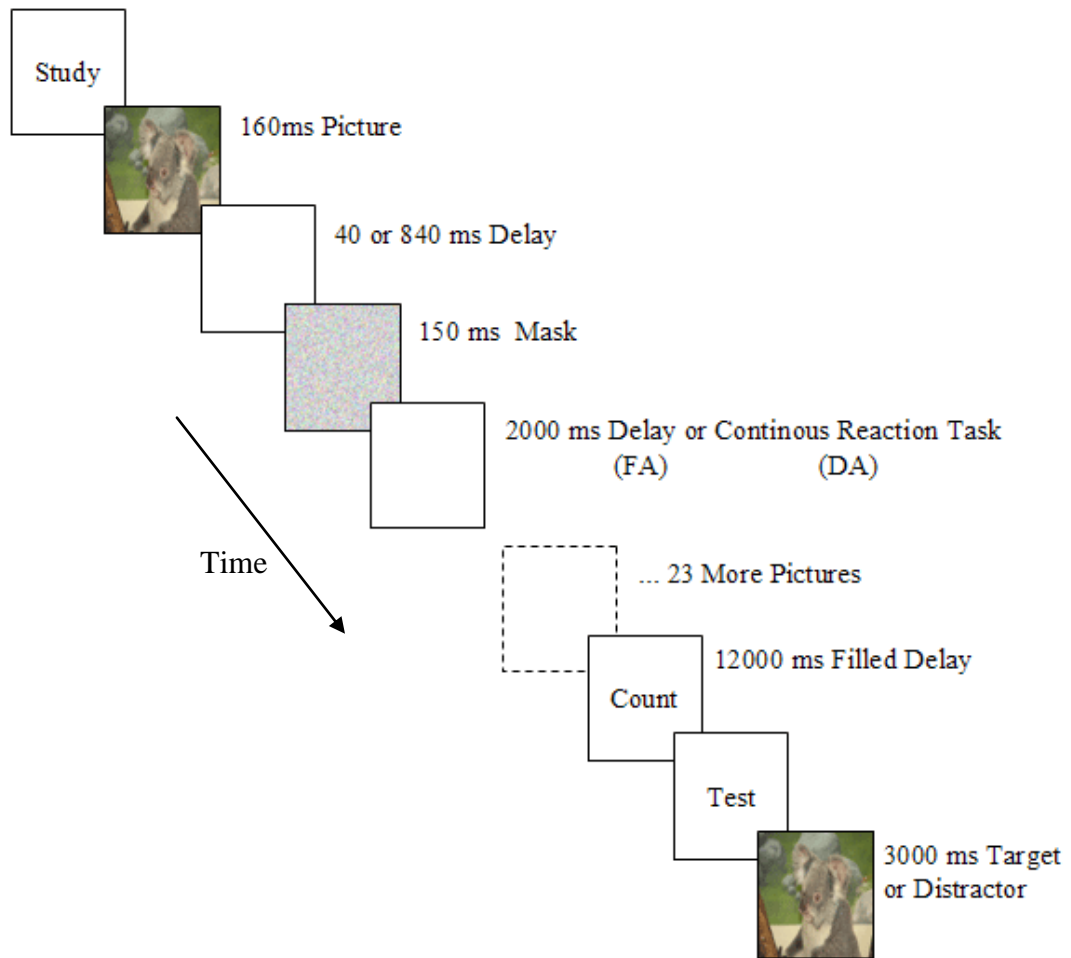 Study
160ms Picture
40 or 840 ms Delay
150 ms Mask
2000 ms Delay or Continous Reaction Task
(FA) (DA)
Time
... 23 More Pictures
12000 ms Filled Delay
Count
Test
3000 ms Target
or Distractor